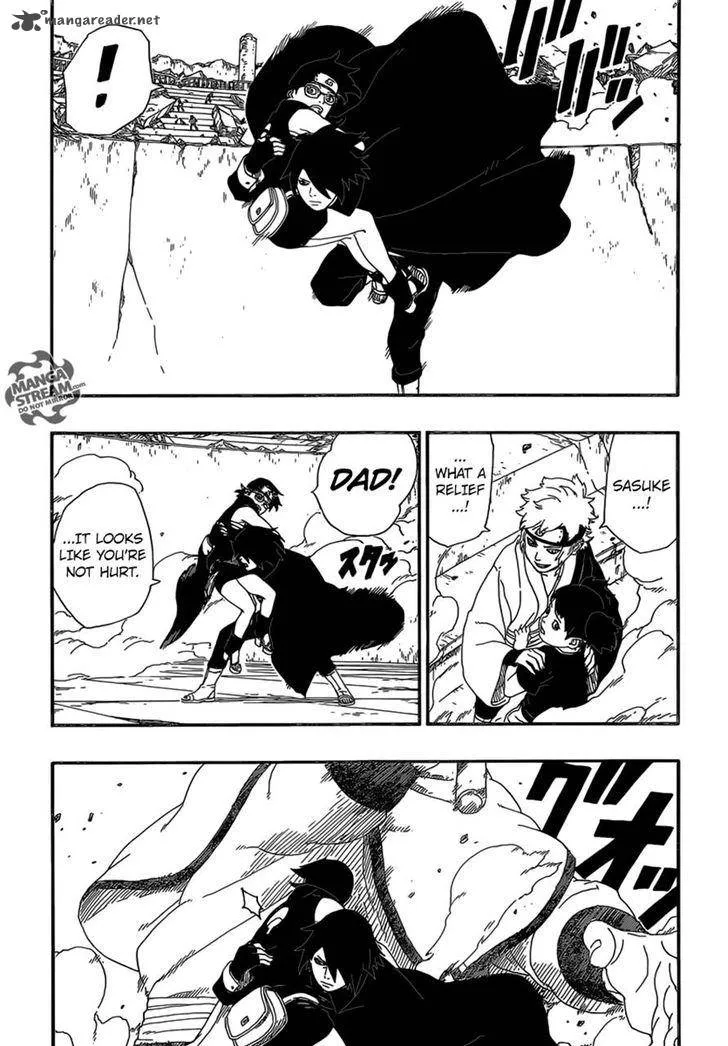 mangareader.net
!
MANGA
STREAM.com
DO NOT MIRROR
SASUKE
...!
...
WHAT A
RELIEF
...!
DAD!
スタッ
...IT LOOKS
LIKE YOU'RE
NOT HURT.
グオッ